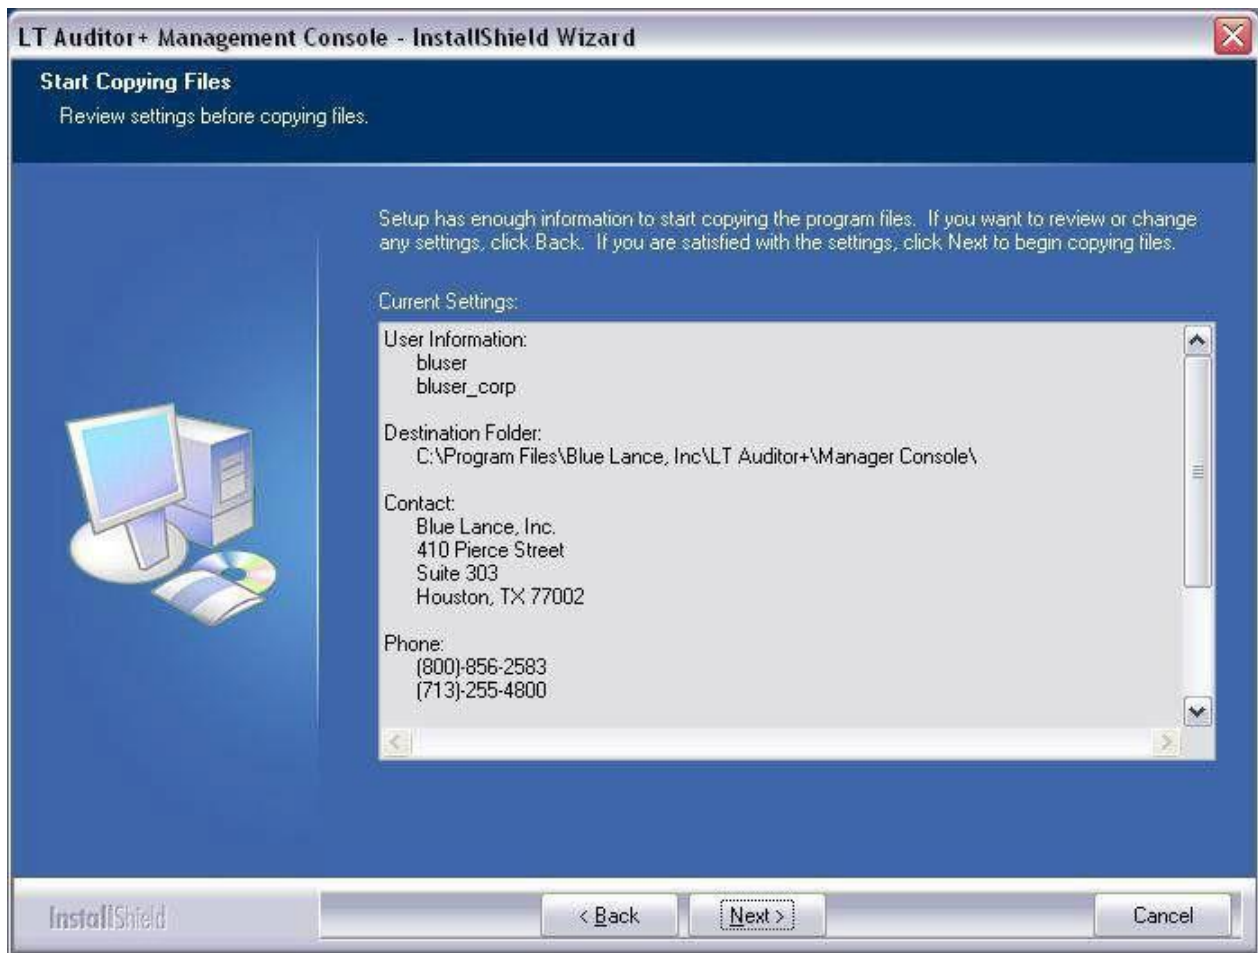 LT Auditor+ Management Console - InstallShield Wizard
Start Copying Files
Review settings before copying files.
Setup has enough information to start copying the program files.  If you want to review or change
any settings, click Back.  If you are satisfied with the settings, click Next to begin copying files.
Current Settings:
User Information:
bluser
bluser_corp
Destination Folder:
C:\Program Files\Blue Lance, Inc\LT Auditor+\Manager Console\
Contact:
Blue Lance, Inc.
410 Pierce Street
Suite 303
Houston, TX 77002
Phone:
(800)-856-2583
(713)-255-4800
InstallShield
< Back
Next >
Cancel